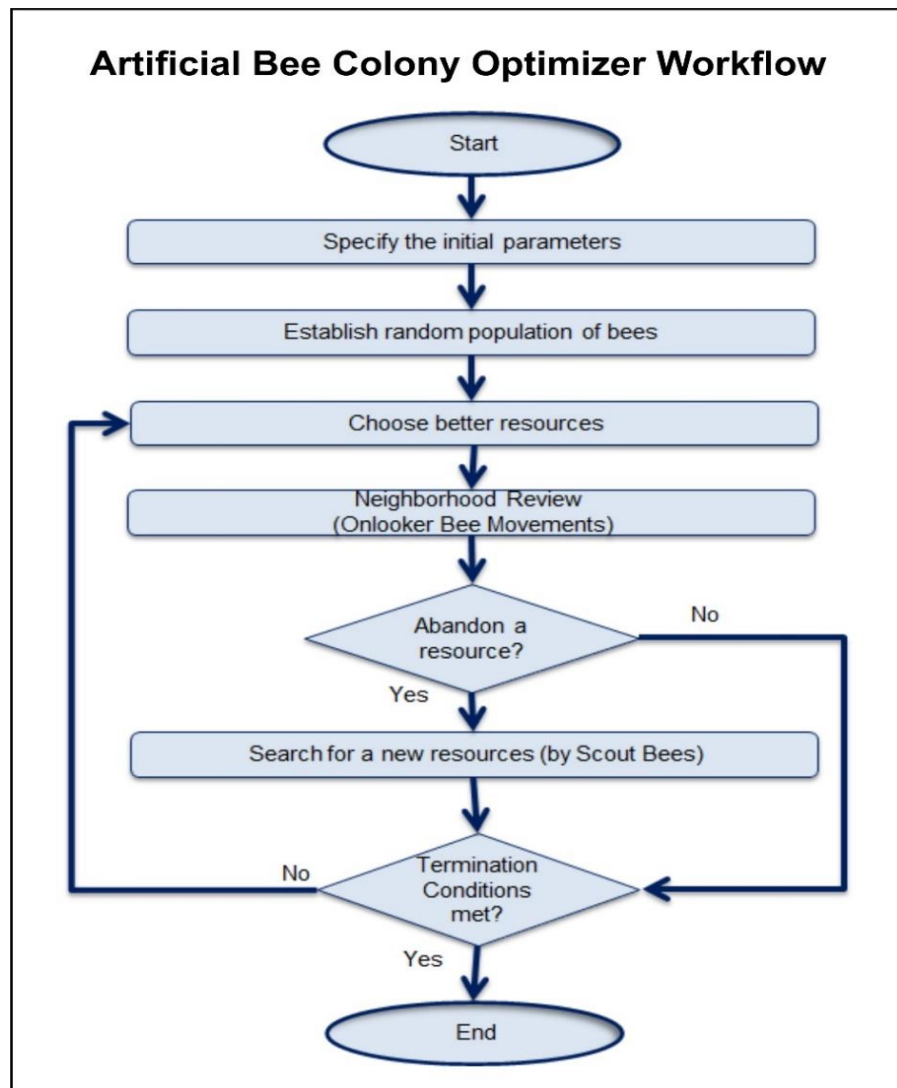 Artificial Bee Colony Optimizer Workflow
Start
Specify the initial parameters
Establish random population of bees
Choose better resources
Neighborhood Review
(Onlooker Bee Movements)
Abandon a
resource?
No
Yes
Search for a new resources (by Scout Bees)
No
Termination
Conditions
met?
Yes
End